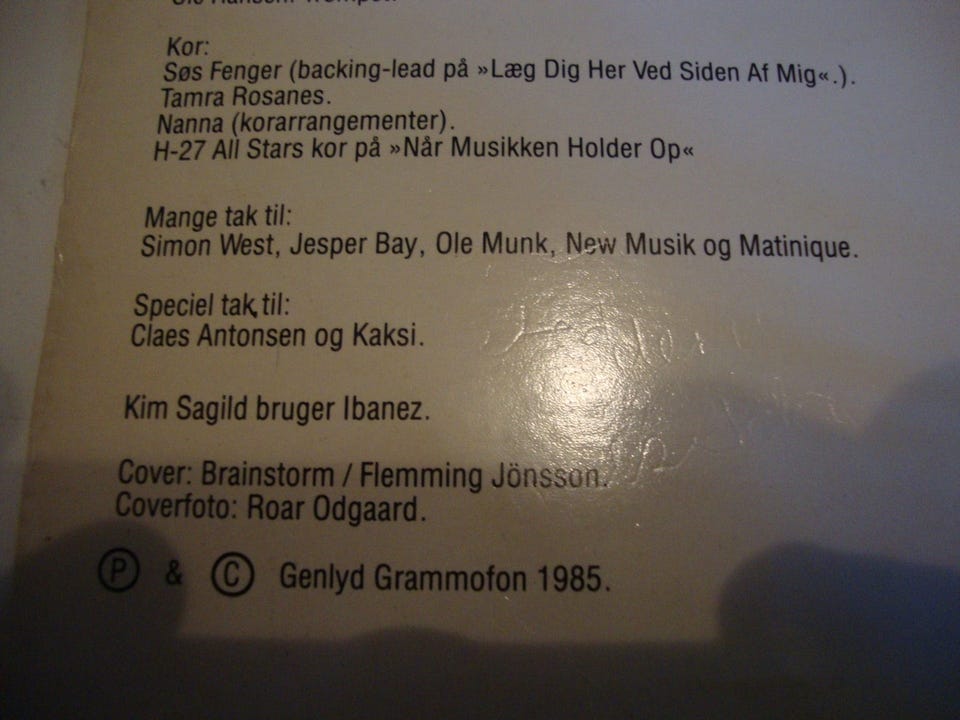 Kor:
Søs Fenger (backing-lead på »Læg Dig Her Ved Siden Af Mig«.).
Tamra Rosanes.
Nanna (korarrangementer).
H-27 All Stars kor på »Når Musikken Holder Op«
Mange tak til:
Simon West, Jesper Bay, Ole Munk, New Musik og Matinique.
Speciel tak til:
Claes Antonsen og Kaksi.
Kim Sagild bruger Ibanez.
Cover: Brainstorm / Flemming Jönsson.
Coverfoto: Roar Odgaard.
Ⓟ & Ⓒ Genlyd Grammofon 1985.